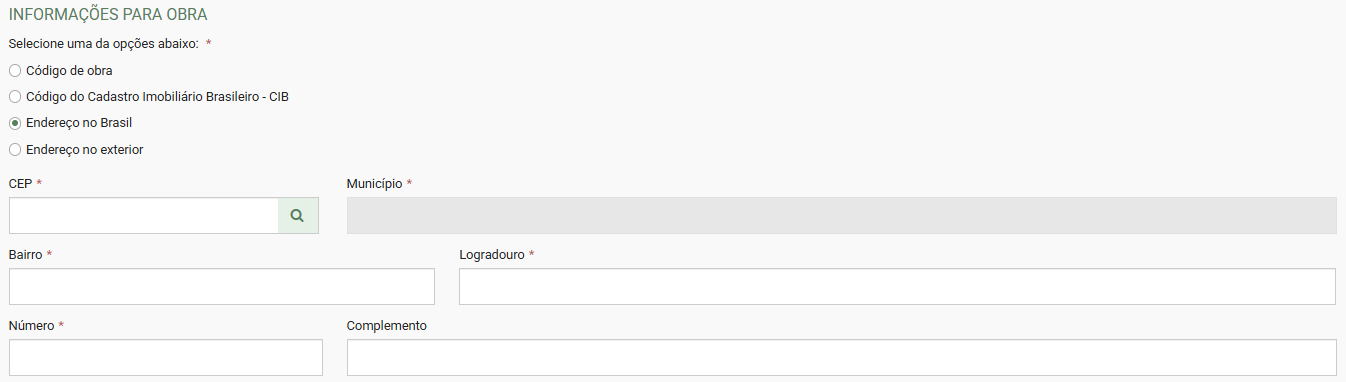 INFORMAÇÕES PARA OBRA
Selecione uma da opções abaixo: *
Código de obra
Código do Cadastro Imobiliário Brasileiro - CIB
Endereço no Brasil
Endereço no exterior
CEP * Município *
Bairro * Logradouro *
Número * Complemento